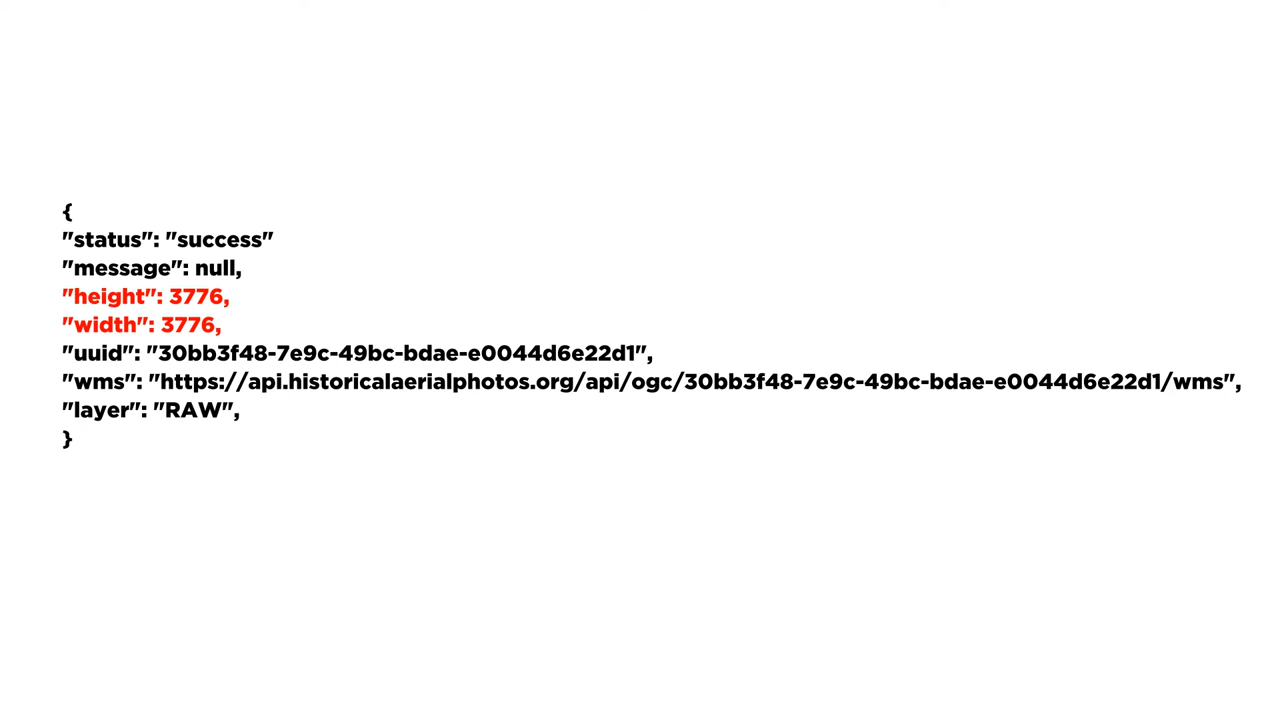 {
"status": "success"
"message": null,
"height": 3776,
"width": 3776,
"uuid": "30bb3f48-7e9c-49bc-bdae-e0044d6e22d1",
"wms": "https://api.historicalaerialphotos.org/api/ogc/30bb3f48-7e9c-49bc-bdae-e0044d6e22d1/wms",
"layer": "RAW",
}